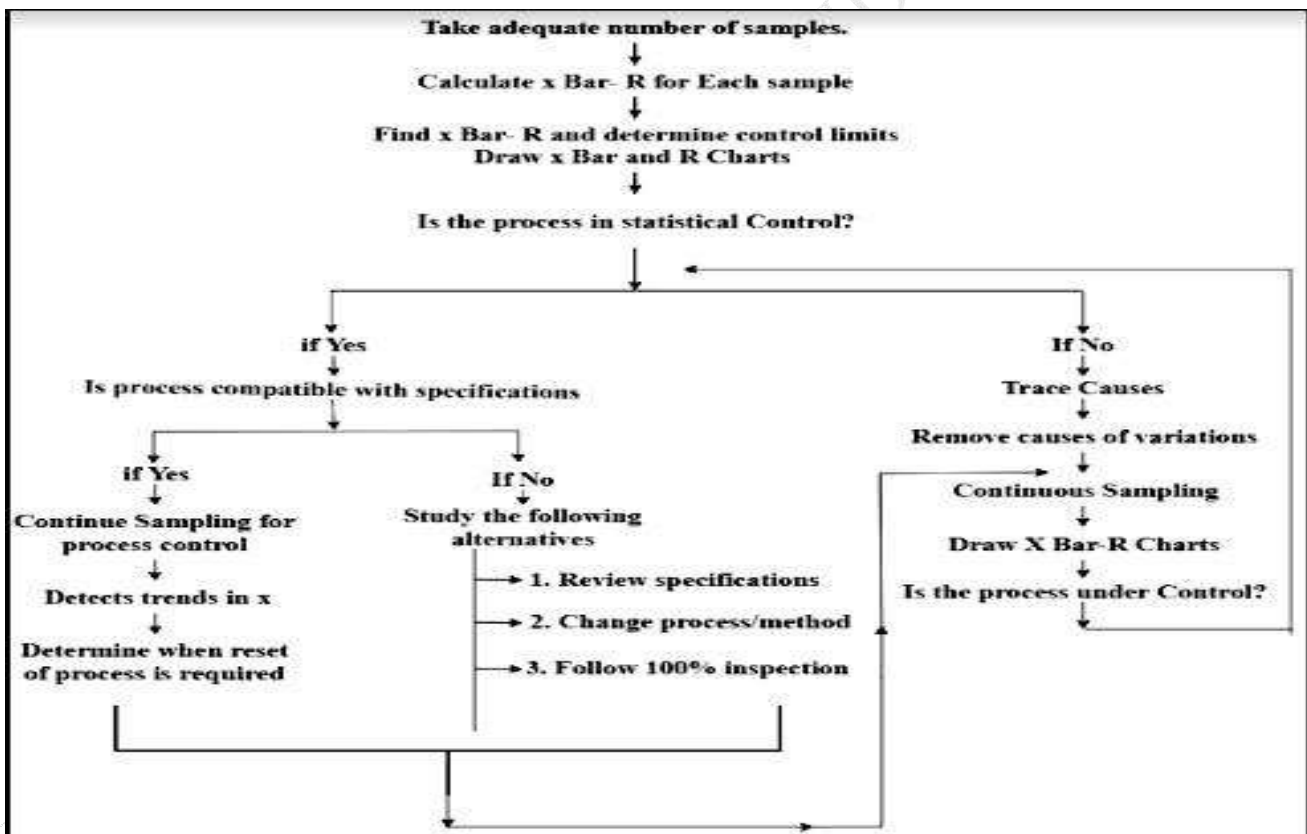 Take adequate number of samples.
Calculate x Bar- R for Each sample
Find x Bar- R and determine control limits
Draw x Bar and R Charts
Is the process in statistical Control?
if Yes
Is process compatible with specifications
if Yes
Continue Sampling for
process control
Detects trends in x
Determine when reset
of process is required
If No
Study the following
alternatives
1. Review specifications
2. Change process/method
3. Follow 100% inspection
If No
Trace Causes
Remove causes of variations
Continuous Sampling
Draw X Bar-R Charts
Is the process under Control?